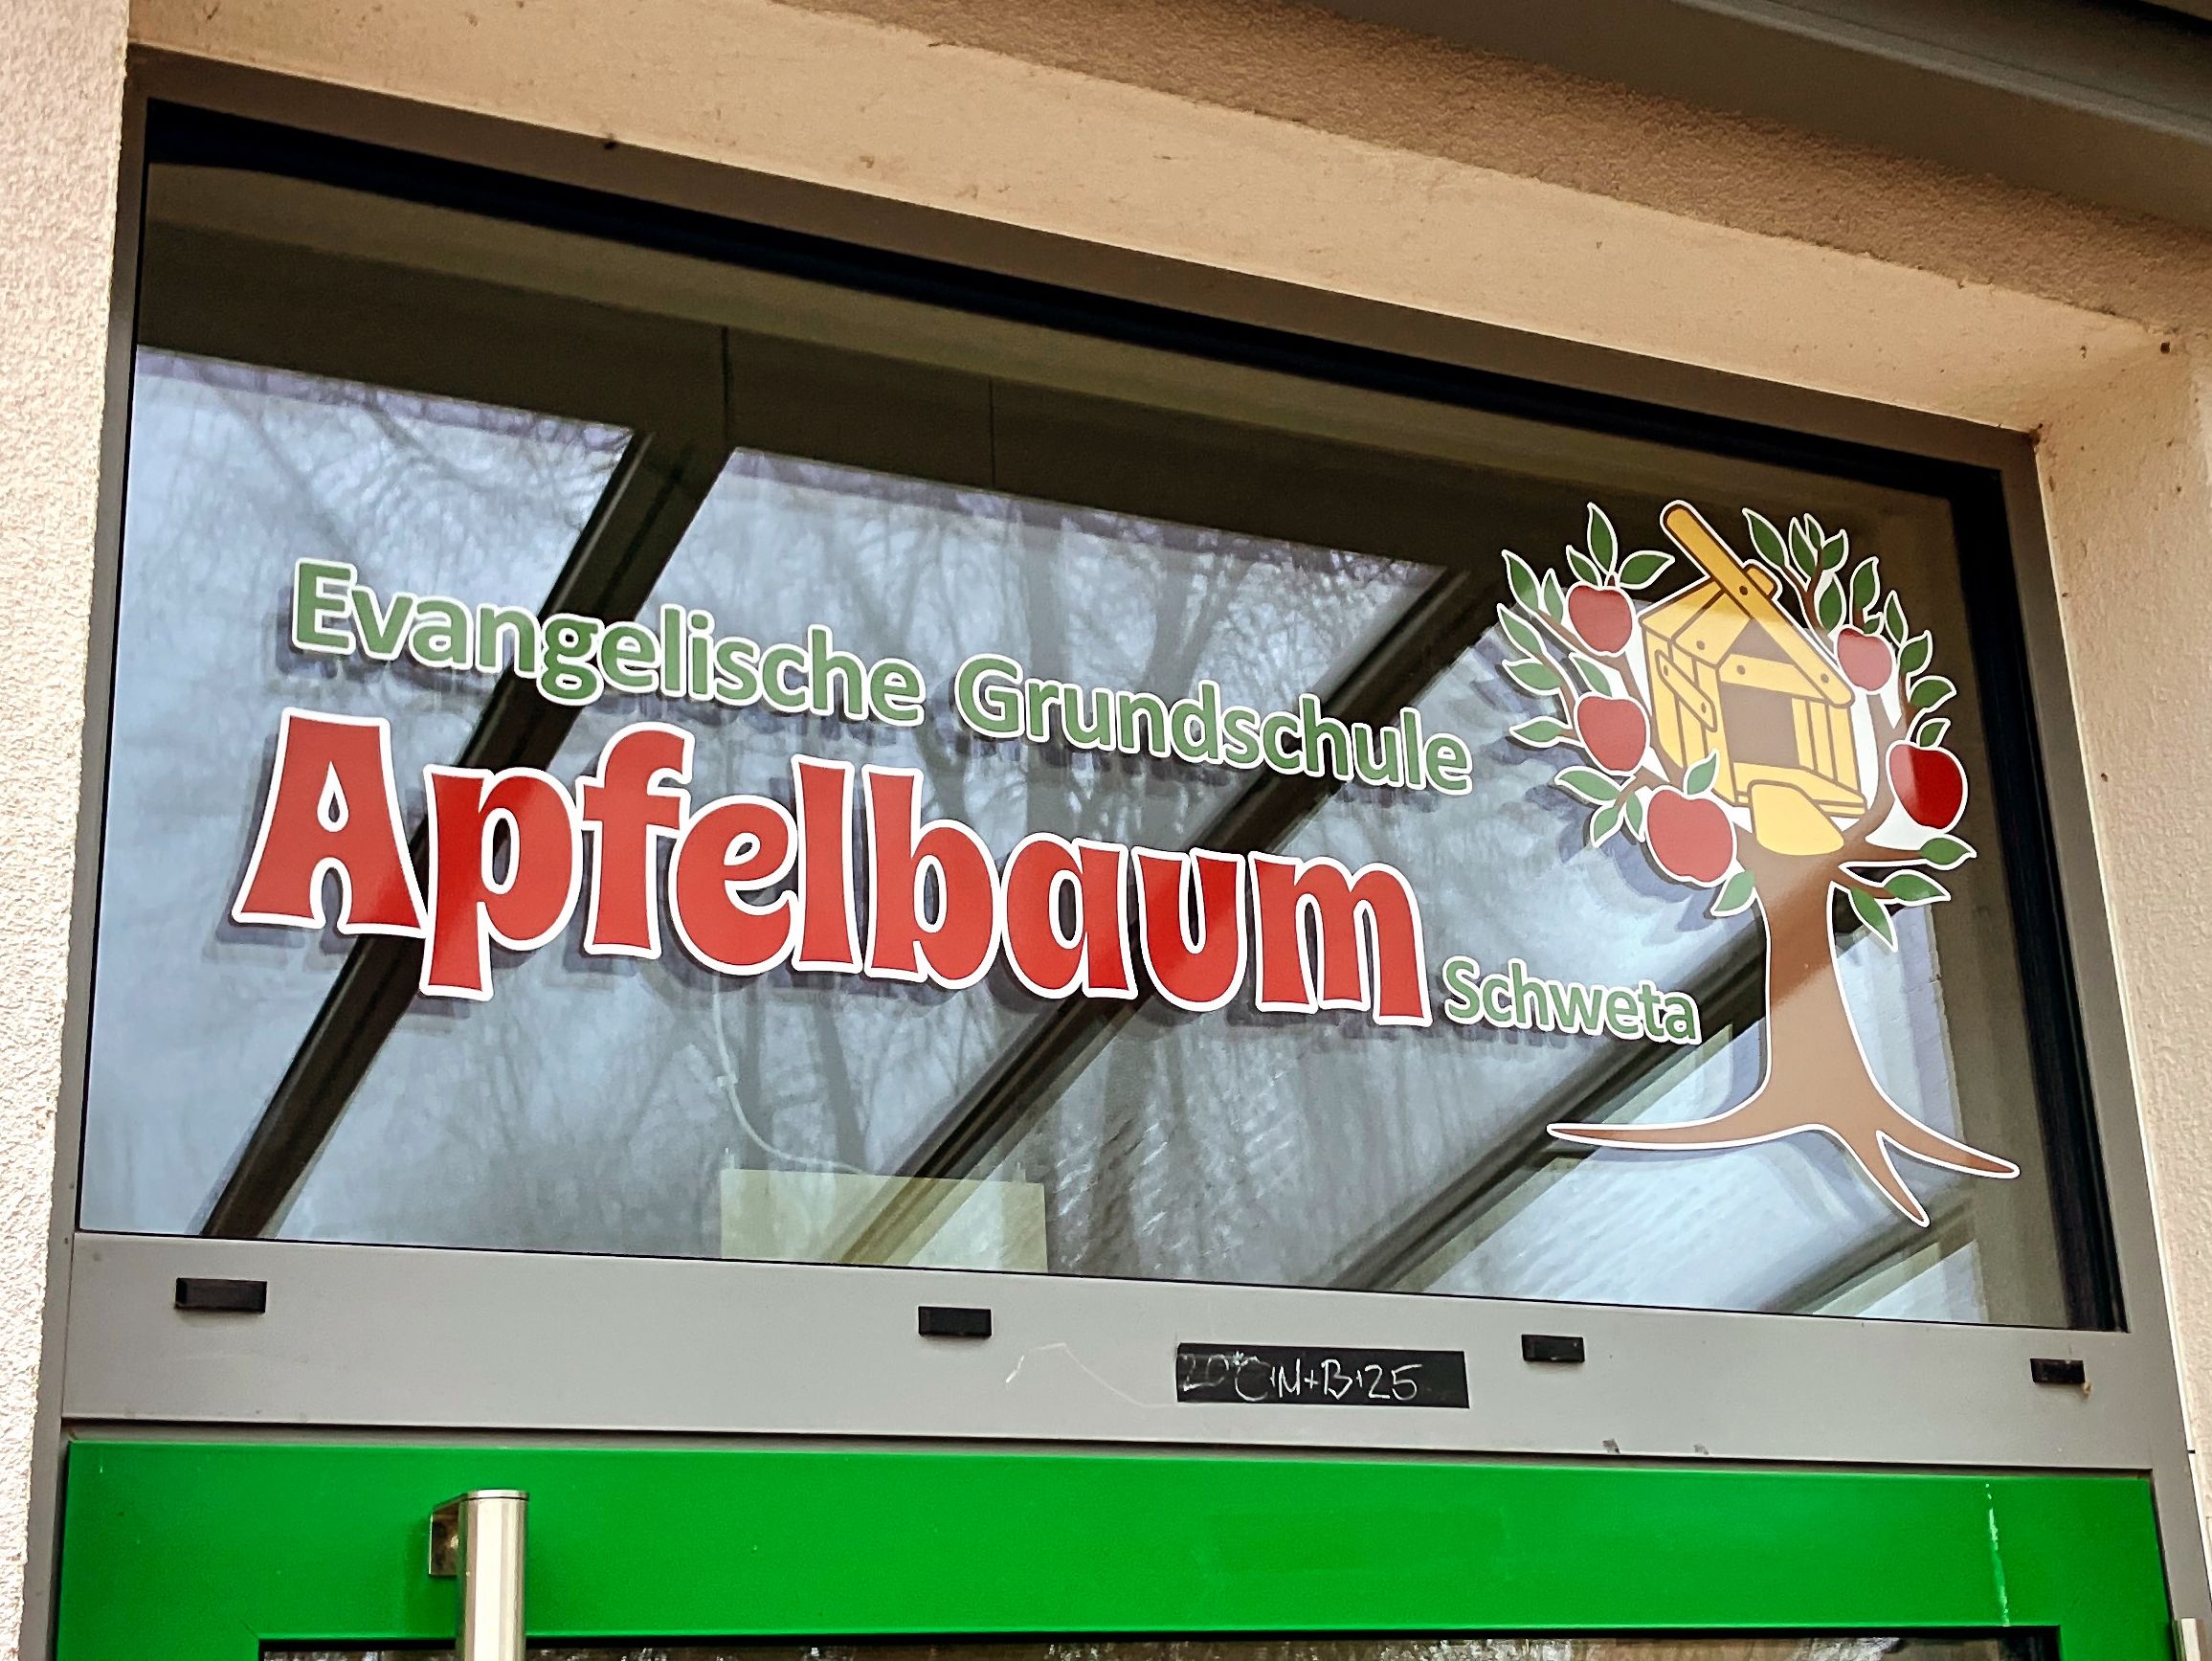 Evangelische Grundschule
Apfelbaum Schweta
20*C+M+B+25